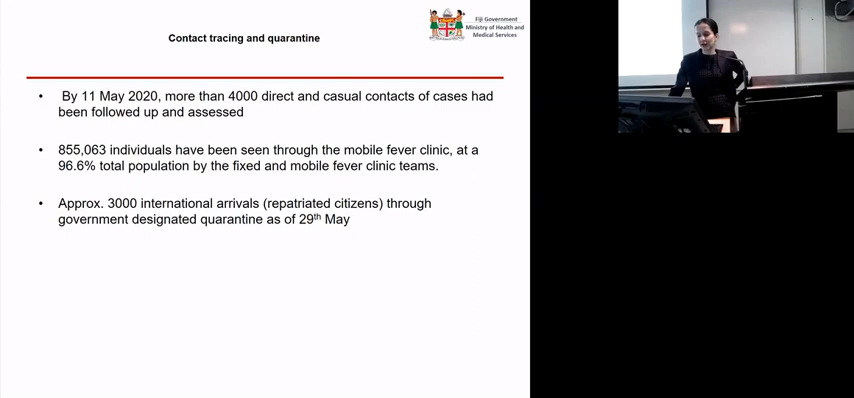 Contact tracing and quarantine
Fiji Government
Ministry of Health and
Medical Services
• By 11 May 2020, more than 4000 direct and casual contacts of cases had
been followed up and assessed
• 855,063 individuals have been seen through the mobile fever clinic, at a
96.6% total population by the fixed and mobile fever clinic teams.
• Approx. 3000 international arrivals (repatriated citizens) through
government designated quarantine as of 29th May